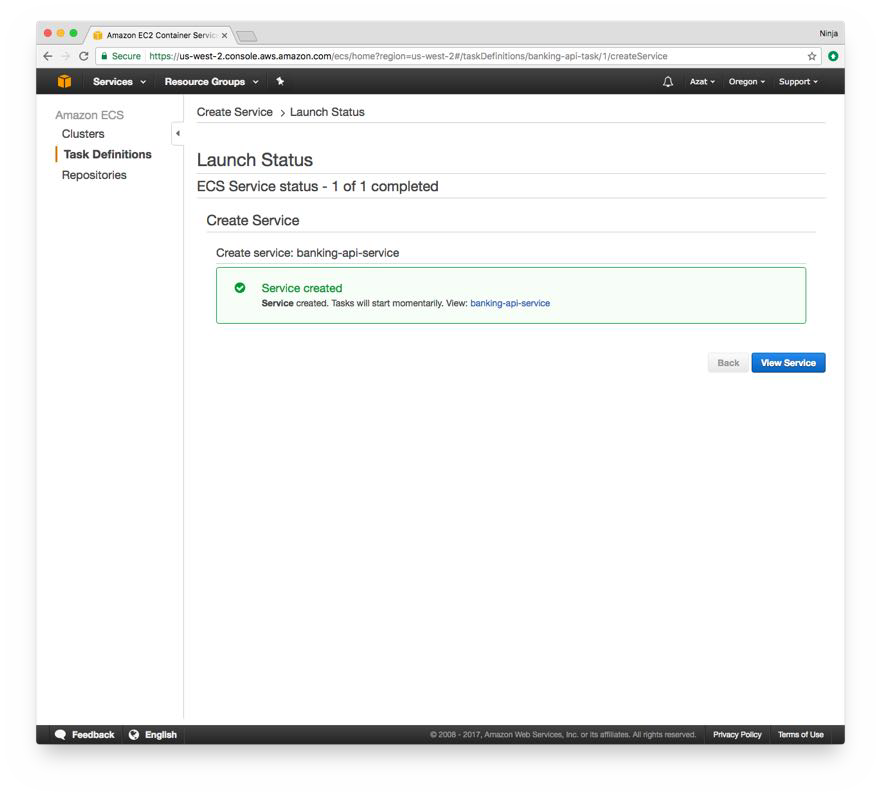 Amazon EC2 Container Servic
Ninja
Secure https://us-west-2.console.aws.amazon.com/ecs/home?region=us-west-2#/taskDefinitions/banking-api-task/1/createService
Services Resource Groups Azat Oregon Support
Amazon ECS
Clusters
Task Definitions
Repositories
Create Service > Launch Status
Launch Status
ECS Service status - 1 of 1 completed
Create Service
Create service: banking-api-service
Service created
Service created. Tasks will start momentarily. View: banking-api-service
Back View Service
Feedback English © 2008 - 2017, Amazon Web Services, Inc. or its affiliates. All rights reserved. Privacy Policy Terms of Use